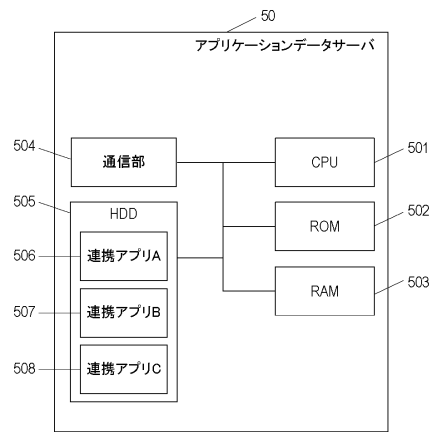 50
アプリケーションデータサーバ
504
通信部
CPU
501
505
HDD
ROM
502
506
連携アプリA
507
連携アプリB
RAM
503
508
連携アプリC